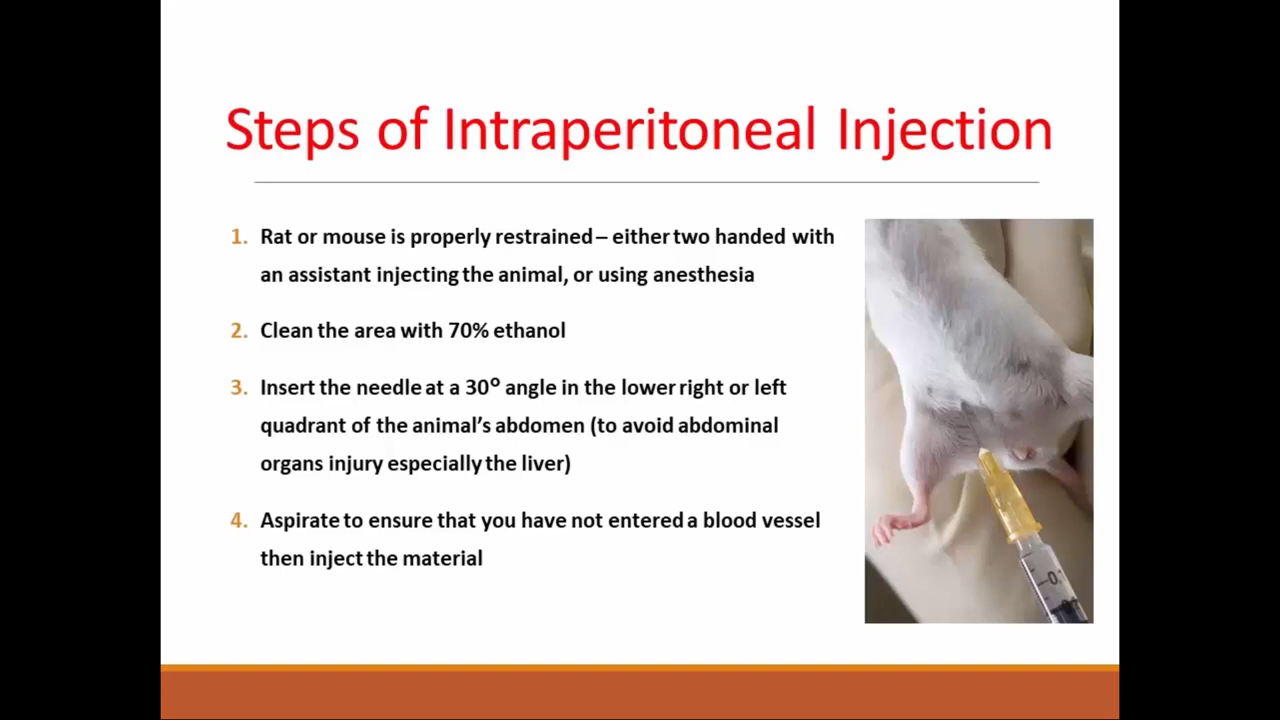 Steps of Intraperitoneal Injection
1. Rat or mouse is properly restrained – either two handed with
an assistant injecting the animal, or using anesthesia
2. Clean the area with 70% ethanol
3. Insert the needle at a 30° angle in the lower right or left
quadrant of the animal’s abdomen (to avoid abdominal
organs injury especially the liver)
4. Aspirate to ensure that you have not entered a blood vessel
then inject the material